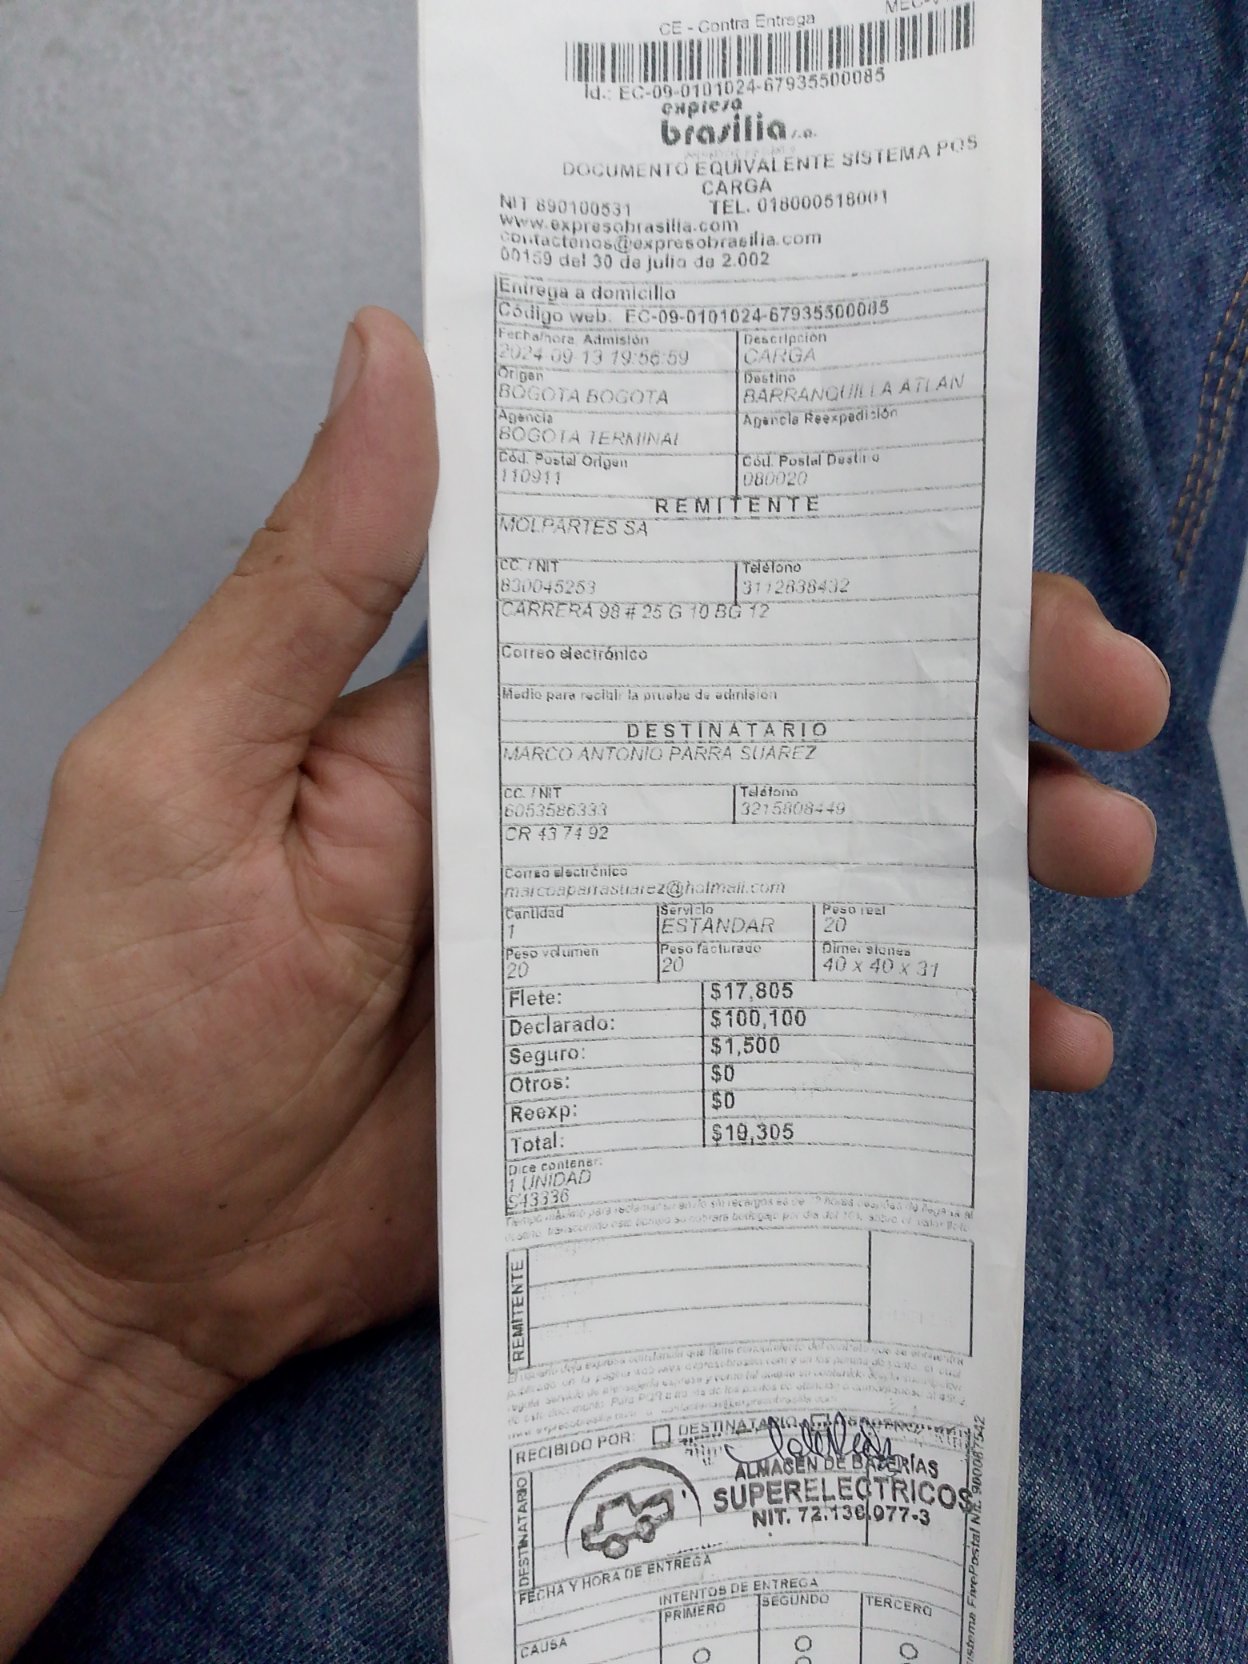 CE - Contra Entrega
Id.: EC-09-0101024-67935500085
expreso
brasilia s.a.
DOCUMENTO EQUIVALENTE SISTEMA POS
CARGA
NIT 890100531 TEL. 018000518001
www.expresobrasilia.com
contactenos@expresobrasilia.com
00159 del 30 de julio de 2.002
Entrega a domicilio
Código web: EC-09-0101024-67935500085
Fecha/hora Admisión Descripción
2024-09-13 19:56:59 CARGA
Origen Destino
BOGOTA BOGOTA BARRANQUILLA ATLAN
Agencia Agencia Reexpedición
BOGOTA TERMINAL
Cód. Postal Origen Cód. Postal Destino
110911 080020
REMITENTE
MOLPARTES SA
CC. / NIT Teléfono
830045253 3112838432
CARRERA 98 # 25 G 10 BG 12
Correo electrónico
Medio para recibir la prueba de admisión
DESTINATARIO
MARCO ANTONIO PARRA SUAREZ
CC. / NIT Teléfono
6053586333 3215808449
CR 43 74 92
Correo electrónico
marcoaparrasuarez@hotmail.com
Cantidad Servicio Peso real
1 ESTANDAR 20
Peso volumen Peso facturado Dimensiones
20 20 40 x 40 x 31
Flete: $17,805
Declarado: $100,100
Seguro: $1,500
Otros: $0
Reexp: $0
Total: $19,305
Dice contener:
1 UNIDAD
S43336
REMITENTE
RECIBIDO POR: DESTINATARIO
ALMACEN DE BATERÍAS
SUPERELECTRICOS
NIT. 72.136.077-3
DESTINATARIO
FECHA Y HORA DE ENTREGA
INTENTOS DE ENTREGA
PRIMERO SEGUNDO TERCERO
CAUSA
Sistema FivePostal Nit. 900087542